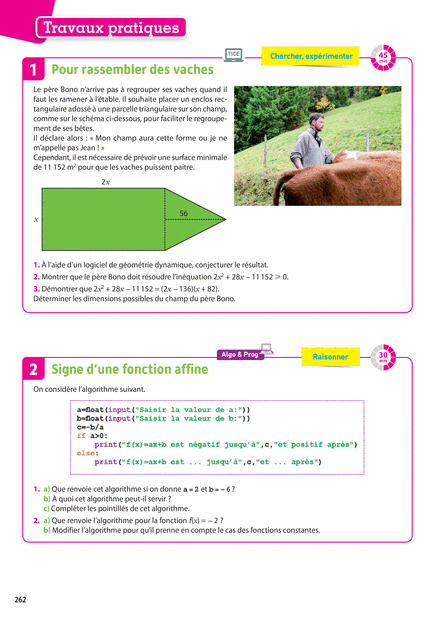 Travaux pratiques
TICE
Chercher, expérimenter
45
min
1 Pour rassembler des vaches
Le père Bono n'arrive pas à regrouper ses vaches quand il
faut les ramener à l'étable. Il souhaite placer un enclos rec-
tangulaire adossé à une parcelle triangulaire sur son champ,
comme sur le schéma ci-dessous, pour faciliter le regroupe-
ment de ses bêtes.
Il déclare alors : « Mon champ aura cette forme ou je ne
m'appelle pas Jean ! »
Cependant, il est nécessaire de prévoir une surface minimale
de 11 152 m² pour que les vaches puissent paitre.
2x
56
x
1. À l'aide d'un logiciel de géométrie dynamique, conjecturer le résultat.
2. Montrer que le père Bono doit résoudre l'inéquation 2x² + 28x − 11 152 ⩾ 0.
3. Démontrer que 2x² + 28x − 11 152 = (2x − 136)(x + 82).
Déterminer les dimensions possibles du champ du père Bono.
Algo & Prog
Raisonner
30
min
2 Signe d'une fonction affine
On considère l'algorithme suivant.
a=float(input("Saisir la valeur de a:"))
b=float(input("Saisir la valeur de b:"))
c=-b/a
if a>0:
print("f(x)=ax+b est négatif jusqu'à",c,"et positif après")
else:
print("f(x)=ax+b est ... jusqu'à",c,"et ... après")
1. a) Que renvoie cet algorithme si on donne a = 2 et b = − 6 ?
b) À quoi cet algorithme peut-il servir ?
c) Compléter les pointillés de cet algorithme.
2. a) Que renvoie l'algorithme pour la fonction f(x) = − 2 ?
b) Modifier l'algorithme pour qu'il prenne en compte le cas des fonctions constantes.
262